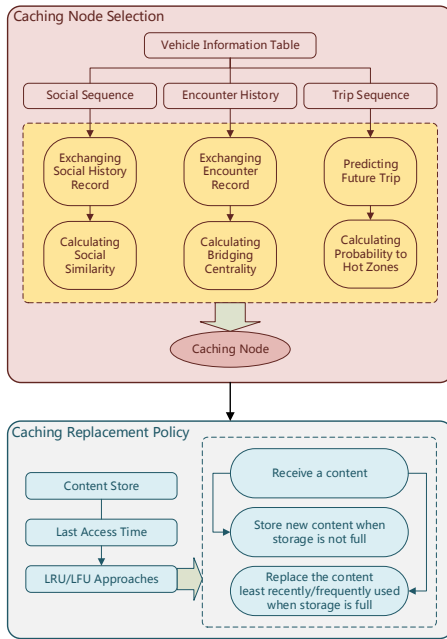 Caching Node Selection
Vehicle Information Table
Social Sequence
Encounter History
Trip Sequence
Exchanging
Social History
Record
Exchanging
Encounter
Record
Predicting
Future Trip
Calculating
Social
Similarity
Calculating
Bridging
Centrality
Calculating
Probability to
Hot Zones
Caching Node
Caching Replacement Policy
Content Store
Last Access Time
LRU/LFU Approaches
Receive a content
Store new content when
storage is not full
Replace the content
least recently/frequently used
when storage is full